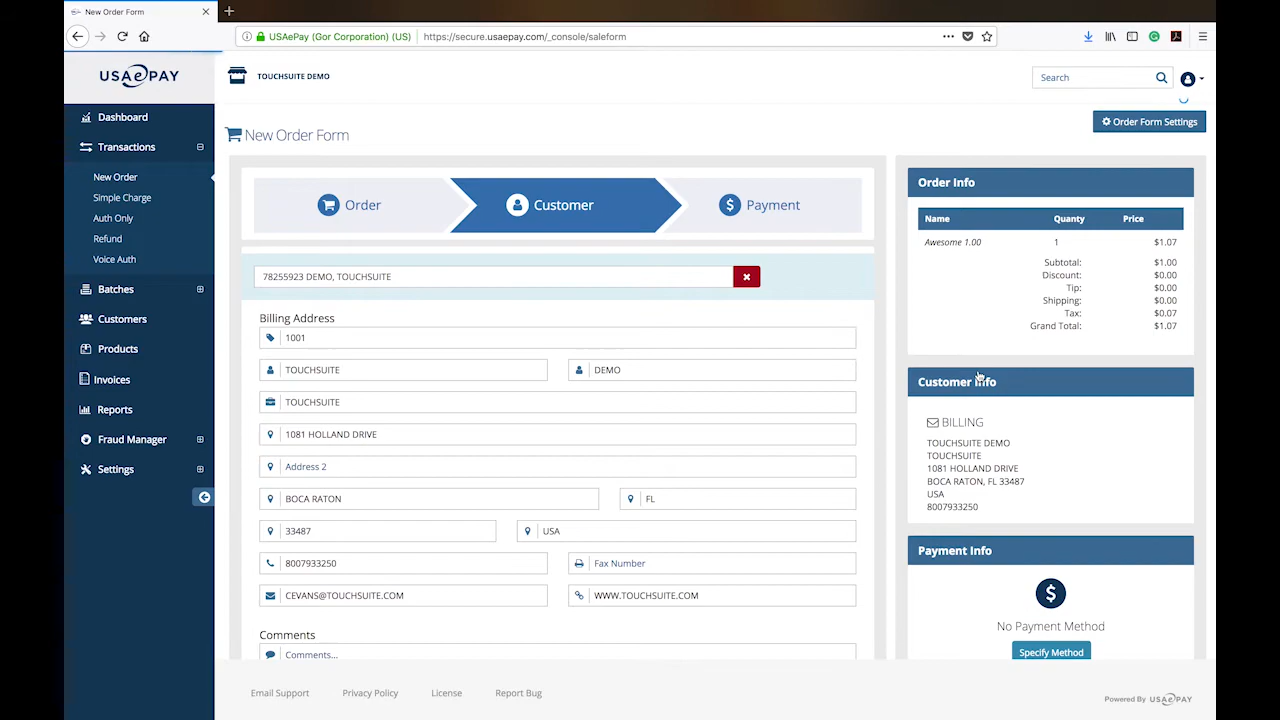 New Order Form
USAePay (Gor Corporation) (US)
https://secure.usaepay.com/_console/saleform
USAePAY
TOUCHSUITE DEMO
Search
Dashboard
Transactions
New Order
Simple Charge
Auth Only
Refund
Voice Auth
Batches
Customers
Products
Invoices
Reports
Fraud Manager
Settings
New Order Form
Order Form Settings
Order
Customer
Payment
78255923 DEMO, TOUCHSUITE
Billing Address
1001
TOUCHSUITE
DEMO
TOUCHSUITE
1081 HOLLAND DRIVE
Address 2
BOCA RATON
FL
33487
USA
8007933250
Fax Number
CEVANS@TOUCHSUITE.COM
WWW.TOUCHSUITE.COM
Comments
Comments...
Order Info
Name Quanty Price
Awesome 1.00 1 $1.07
Subtotal: $1.00
Discount: $0.00
Tip: $0.00
Shipping: $0.00
Tax: $0.07
Grand Total: $1.07
Customer Info
BILLING
TOUCHSUITE DEMO
TOUCHSUITE
1081 HOLLAND DRIVE
BOCA RATON, FL 33487
USA
8007933250
Payment Info
No Payment Method
Specify Method
Email Support
Privacy Policy
License
Report Bug
Powered By USAePAY